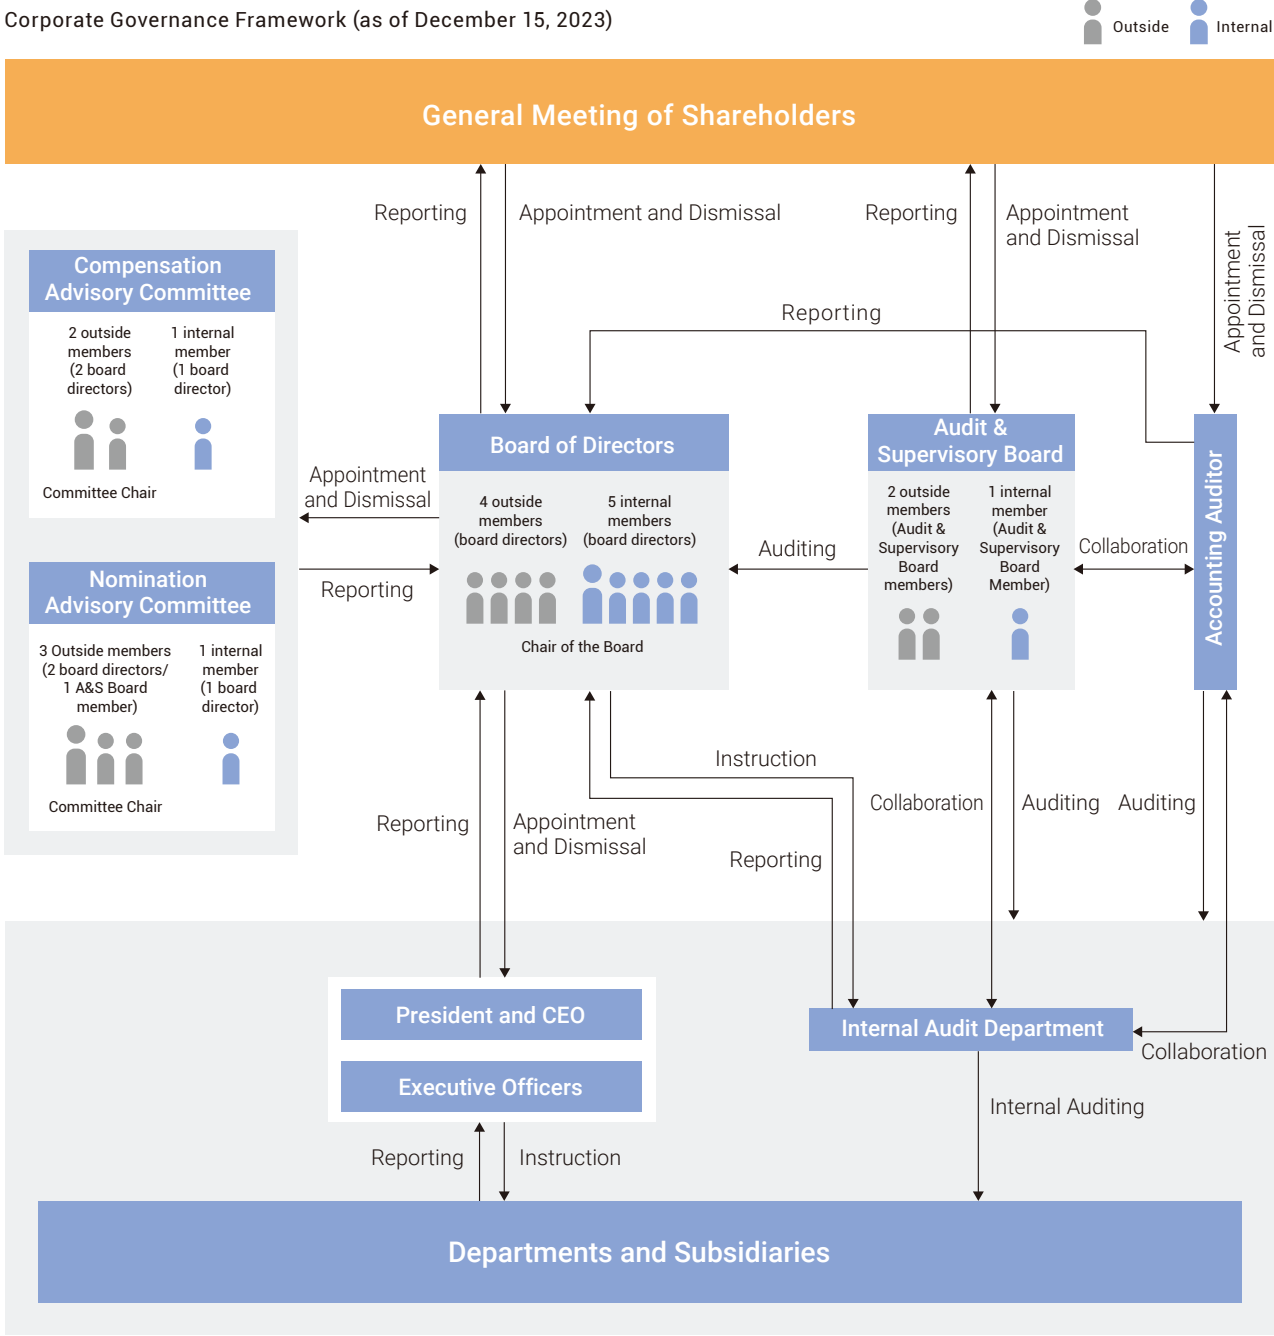 Corporate Governance Framework (as of December 15, 2023)
Outside
Internal
General Meeting of Shareholders
Reporting
Appointment and Dismissal
Reporting
Appointment
and Dismissal
Appointment
and Dismissal
Reporting
Compensation
Advisory Committee
2 outside
members
(2 board
directors)
1 internal
member
(1 board
director)
Committee Chair
Nomination
Advisory Committee
3 Outside members
(2 board directors/
1 A&S Board
member)
1 internal
member
(1 board
director)
Committee Chair
Appointment
and Dismissal
Reporting
Board of Directors
4 outside
members
(board directors)
5 internal
members
(board directors)
Chair of the Board
Auditing
Audit &
Supervisory Board
2 outside
members
(Audit &
Supervisory
Board
members)
1 internal
member
(Audit &
Supervisory
Board
Member)
Collaboration
Accounting Auditor
Reporting
Appointment
and Dismissal
Instruction
Reporting
Collaboration
Auditing
Auditing
President and CEO
Executive Officers
Internal Audit Department
Collaboration
Internal Auditing
Reporting
Instruction
Departments and Subsidiaries